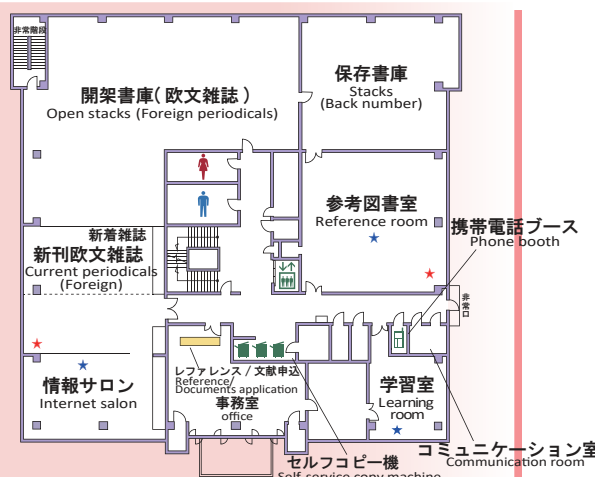 非常階段
開架書庫( 欧文雑誌 )
Open stacks (Foreign periodicals)
保存書庫
Stacks
(Back number)
参考図書室
Reference room
携帯電話ブース
Phone booth
新着雑誌
新刊欧文雑誌
Current periodicals
(Foreign)
非常口
レファレンス / 文献申込
Reference/
Documents application
事務室
office
情報サロン
Internet salon
学習室
Learning
room
コミュニケーション室
Communication room
セルフコピー機
Self-service copy machine